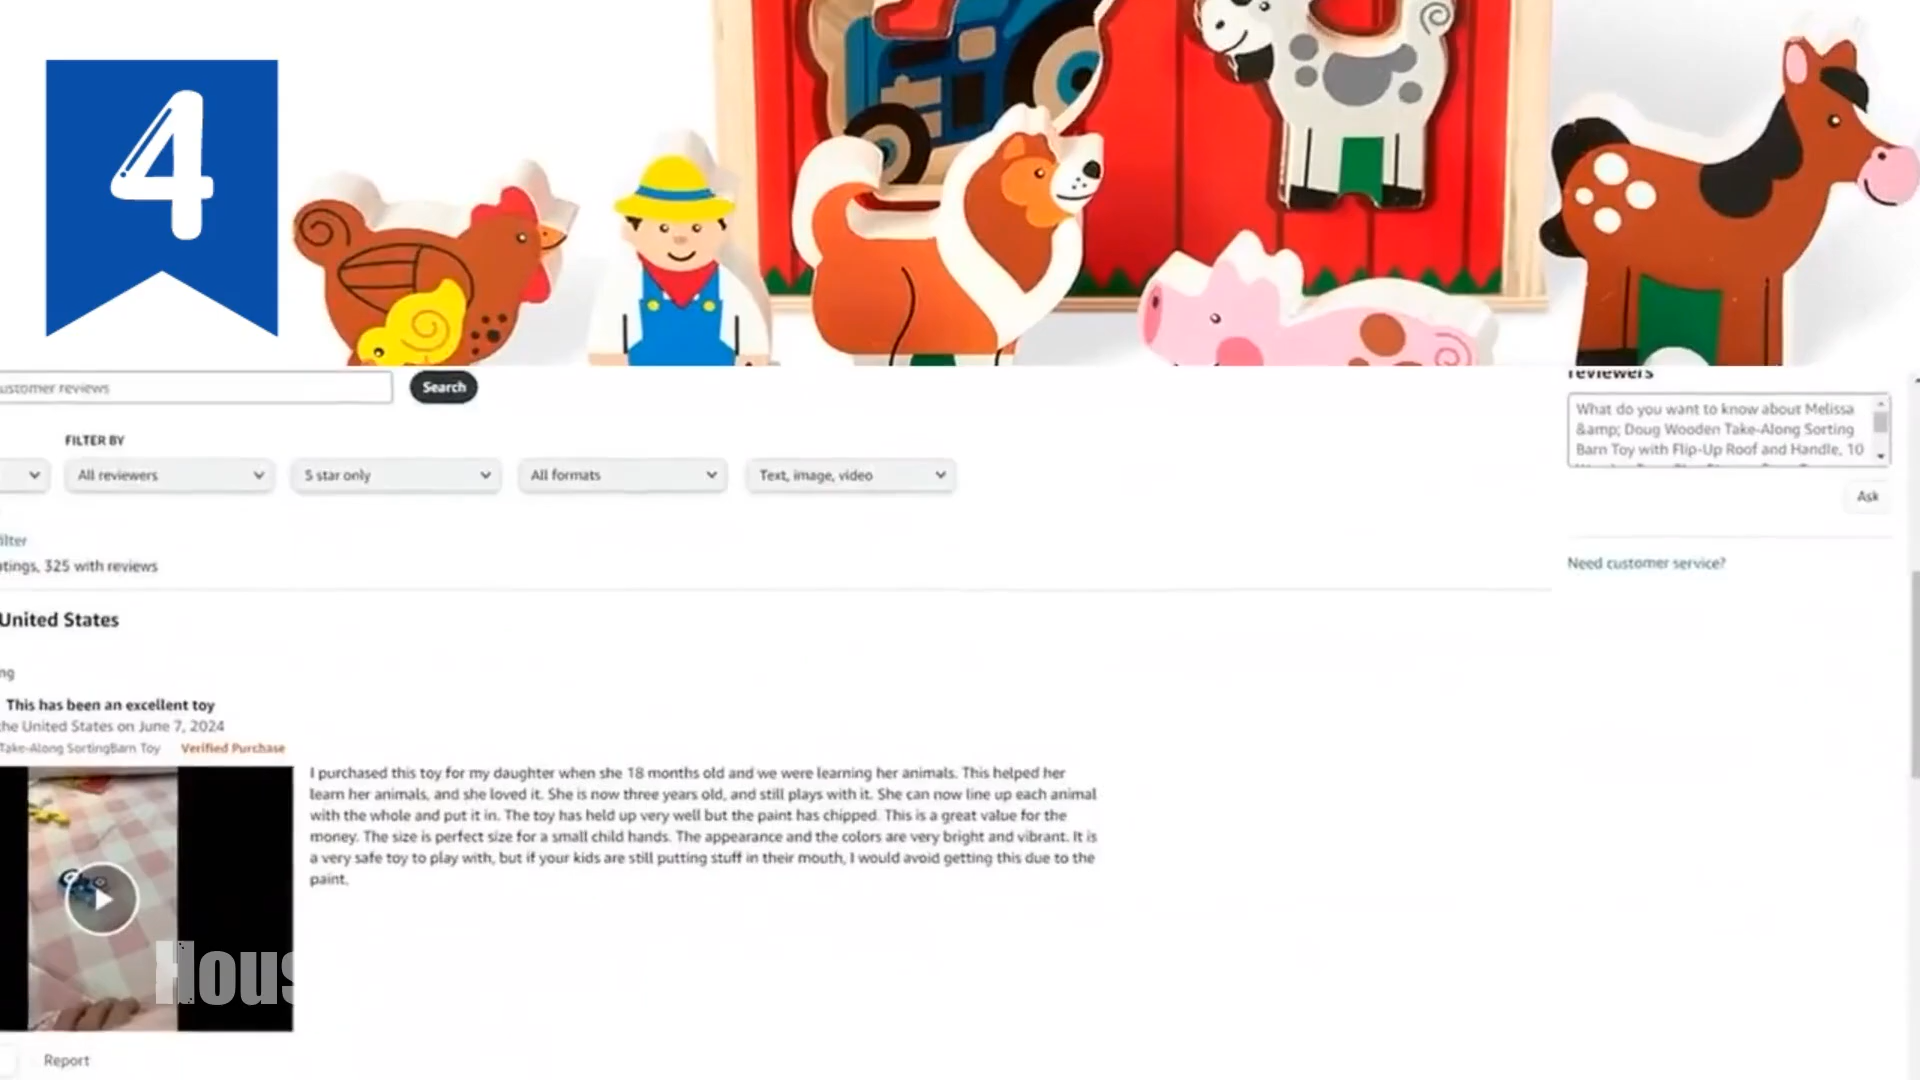 4
ustomer reviews
Search
reviewers
What do you want to know about Melissa
&amp; Doug Wooden Take-Along Sorting
Barn Toy with Flip-Up Roof and Handle, 10
Ask
Need customer service?
FILTER BY
All reviewers
5 star only
All formats
Text, image, video
ilter
tings, 325 with reviews
United States
ng
This has been an excellent toy
he United States on June 7, 2024
Take-Along SortingBarn Toy Verified Purchase
I purchased this toy for my daughter when she 18 months old and we were learning her animals. This helped her
learn her animals, and she loved it. She is now three years old, and still plays with it. She can now line up each animal
with the whole and put it in. The toy has held up very well but the paint has chipped. This is a great value for the
money. The size is perfect size for a small child hands. The appearance and the colors are very bright and vibrant. It is
a very safe toy to play with, but if your kids are still putting stuff in their mouth, I would avoid getting this due to the
paint.
Hous
Report